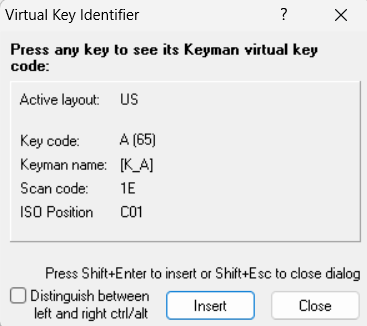 Virtual Key Identifier ?
Press any key to see its Keyman virtual key
code:
Active layout: US
Key code: A (65)
Keyman name: [K_A]
Scan code: 1E
ISO Position C01
Press Shift+Enter to insert or Shift+Esc to close dialog
Distinguish between
left and right ctrl/alt
Insert
Close